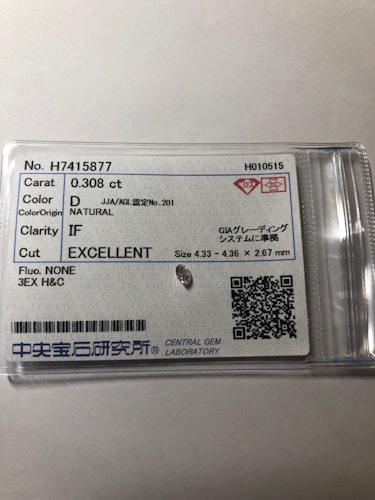 No. H7415877 H010515
Carat 0.308 ct
Color D JJA/AGL認定No.201
ColorOrigin NATURAL
Clarity IF GIAグレーディング
システムに準拠
Cut EXCELLENT Size 4.33 - 4.36 × 2.67 mm
Fluo. NONE
3EX H&C
中央宝石研究所® CENTRAL GEM
LABORATORY